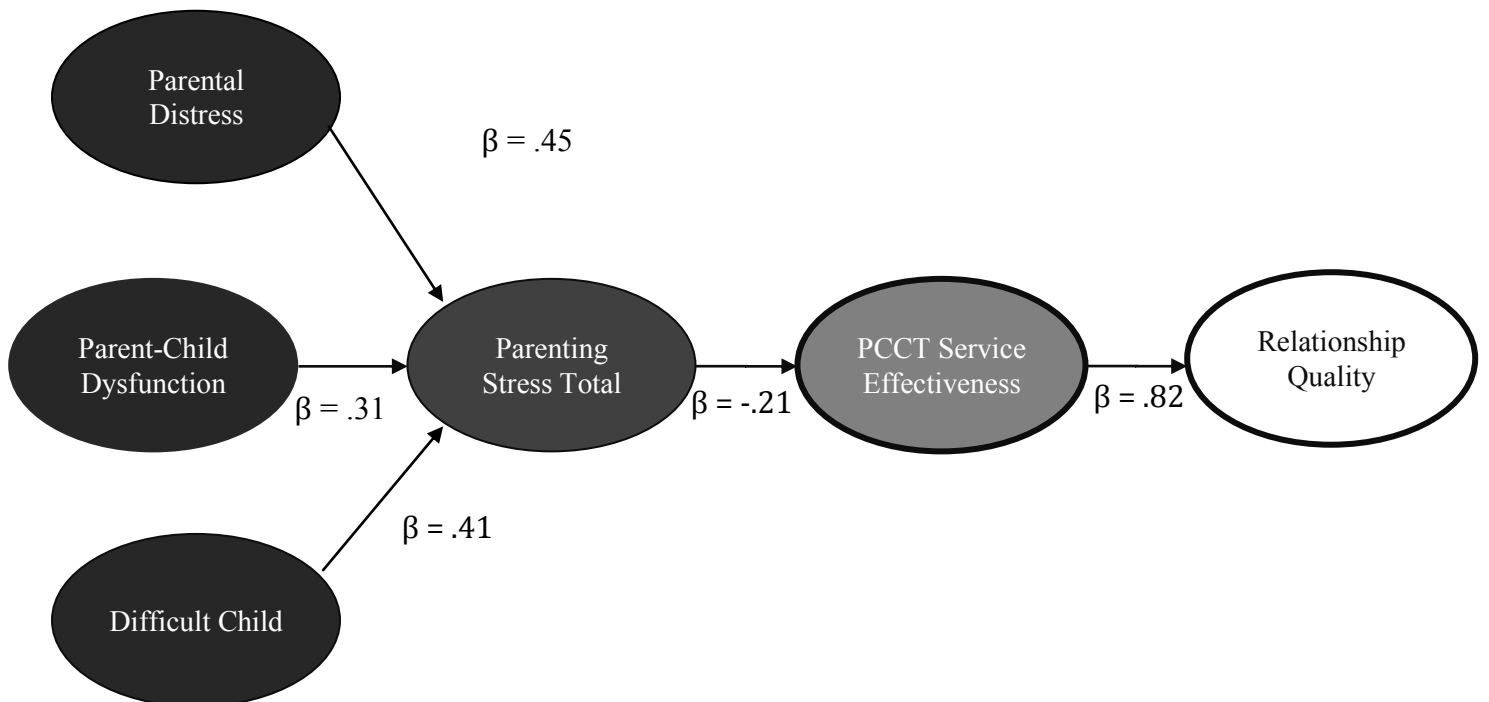 Parental
Distress
β = .45
Parent-Child
Dysfunction
β = .31
Parenting
Stress Total
β = -.21
PCCT Service
Effectiveness
β = .82
Relationship
Quality
β = .41
Difficult Child